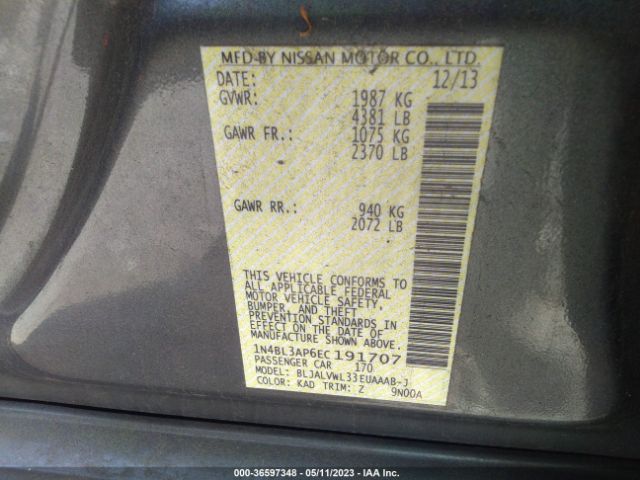 MFD-BY NISSAN MOTOR CO., LTD.
DATE: 12/13
GVWR: 1987 KG
4381 LB
GAWR FR.: 1075 KG
2370 LB
GAWR RR.: 940 KG
2072 LB
THIS VEHICLE CONFORMS TO
ALL APPLICABLE FEDERAL
MOTOR VEHICLE SAFETY,
BUMPER, AND THEFT
PREVENTION STANDARDS IN
EFFECT ON THE DATE OF
MANUFACTURE SHOWN ABOVE.
1N4BL3AP6EC191707
PASSENGER CAR 170
MODEL: BLJALVWL33EUAAAB-J
COLOR: KAD TRIM: Z 9N00A
000-36597348 - 05/11/2023 - IAA Inc.